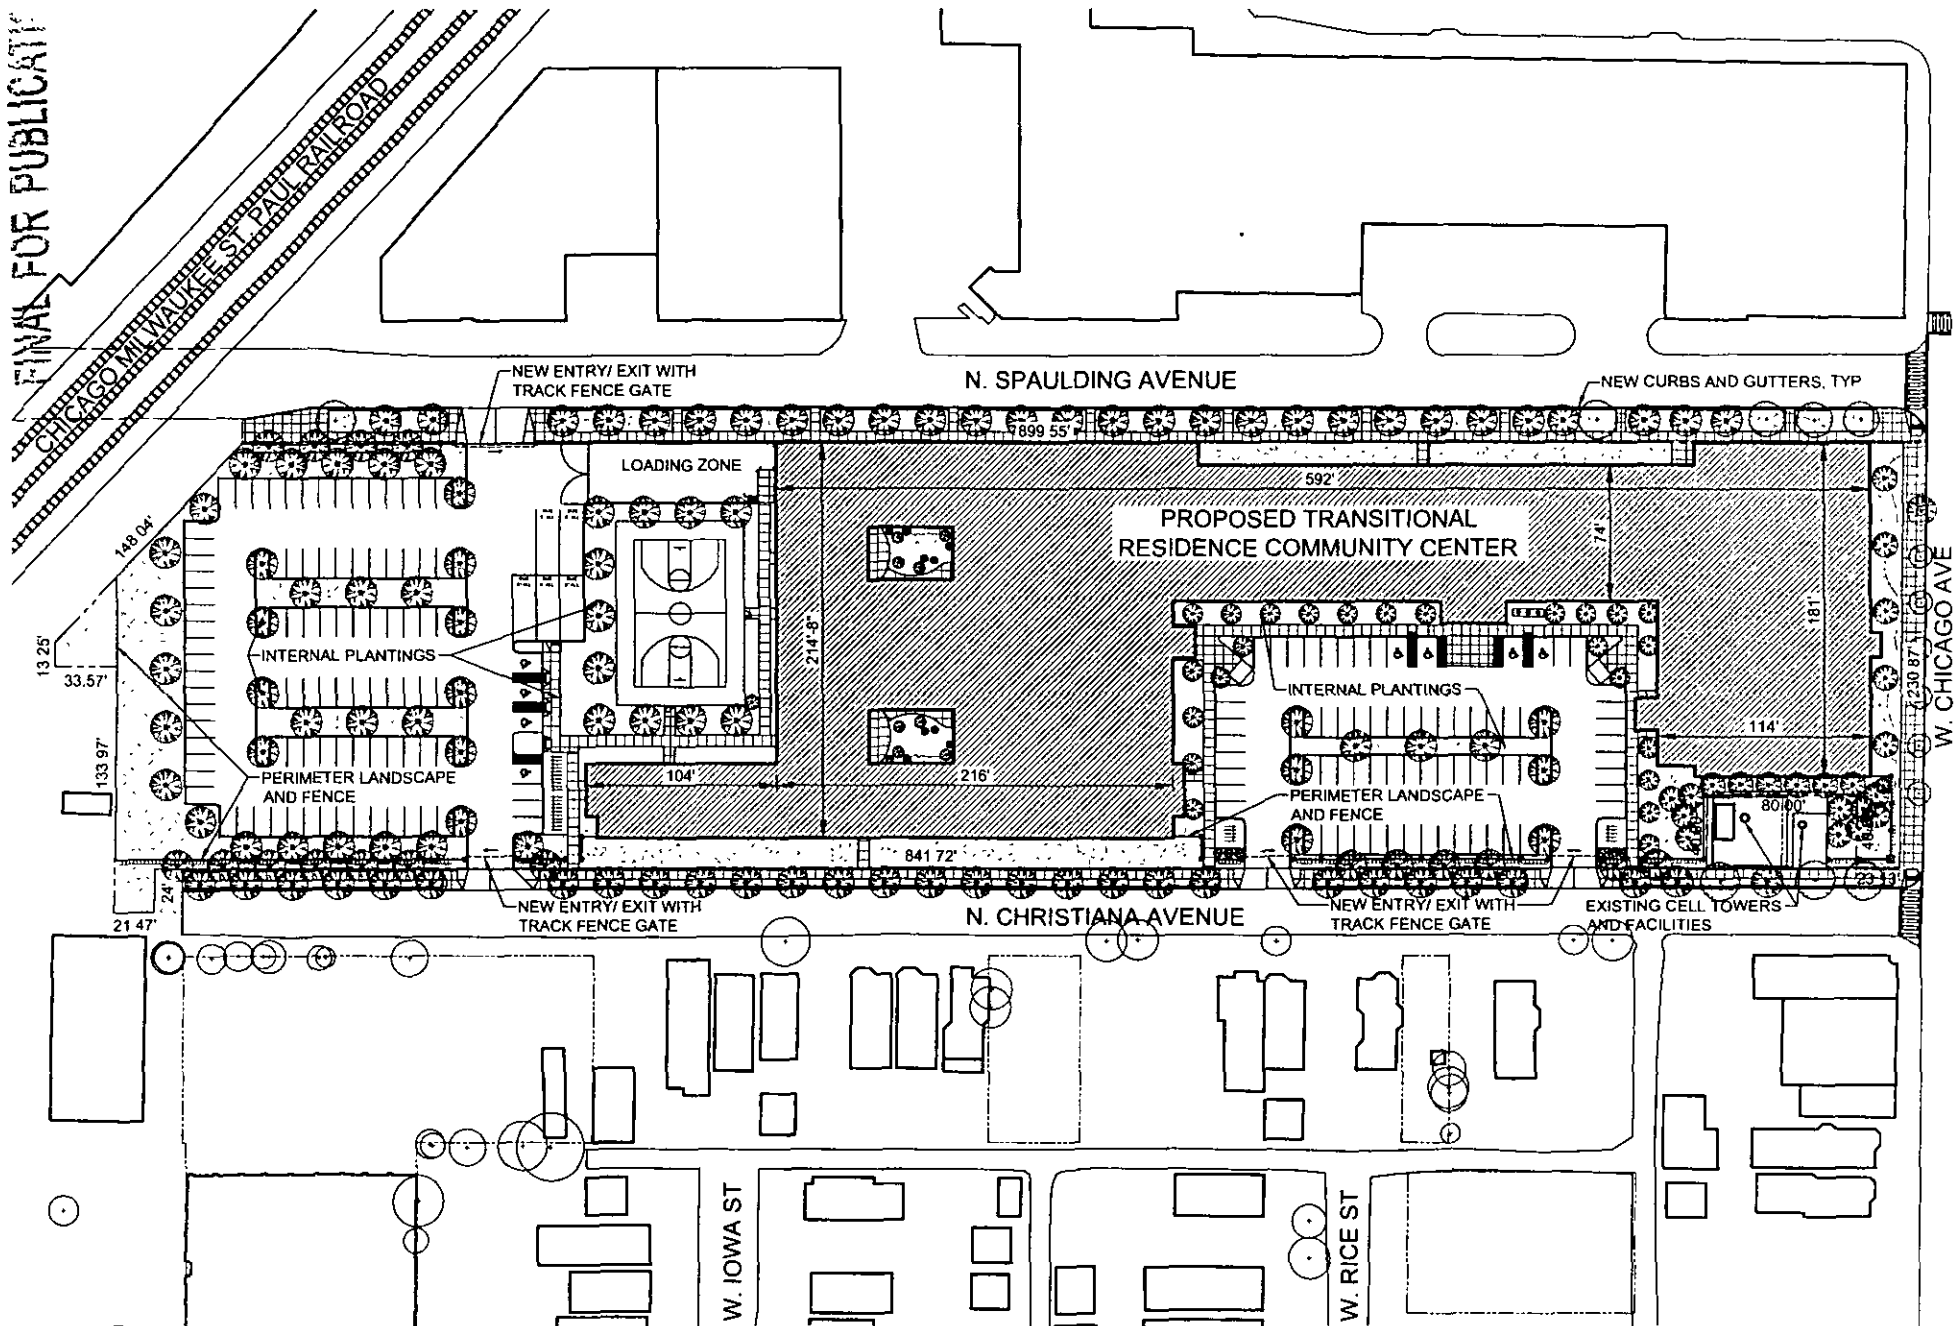 FINAL FOR PUBLICATI
CHICAGO MILWAUKEE ST. PAUL RAILROAD
NEW ENTRY/ EXIT WITH
TRACK FENCE GATE
N. SPAULDING AVENUE
NEW CURBS AND GUTTERS, TYP
899 55'
LOADING ZONE
592'
PROPOSED TRANSITIONAL
RESIDENCE COMMUNITY CENTER
74'
148 04'
181'
214'-8"
W. CHICAGO AVE
230 87'
13 25'
33.57'
INTERNAL PLANTINGS
INTERNAL PLANTINGS
114'
133 97'
PERIMETER LANDSCAPE
AND FENCE
104'
216'
PERIMETER LANDSCAPE
AND FENCE
80.00'
841 72'
24'
21 47'
NEW ENTRY/ EXIT WITH
TRACK FENCE GATE
N. CHRISTIANA AVENUE
NEW ENTRY/ EXIT WITH
TRACK FENCE GATE
EXISTING CELL TOWERS
AND FACILITIES
W. IOWA ST
W. RICE ST